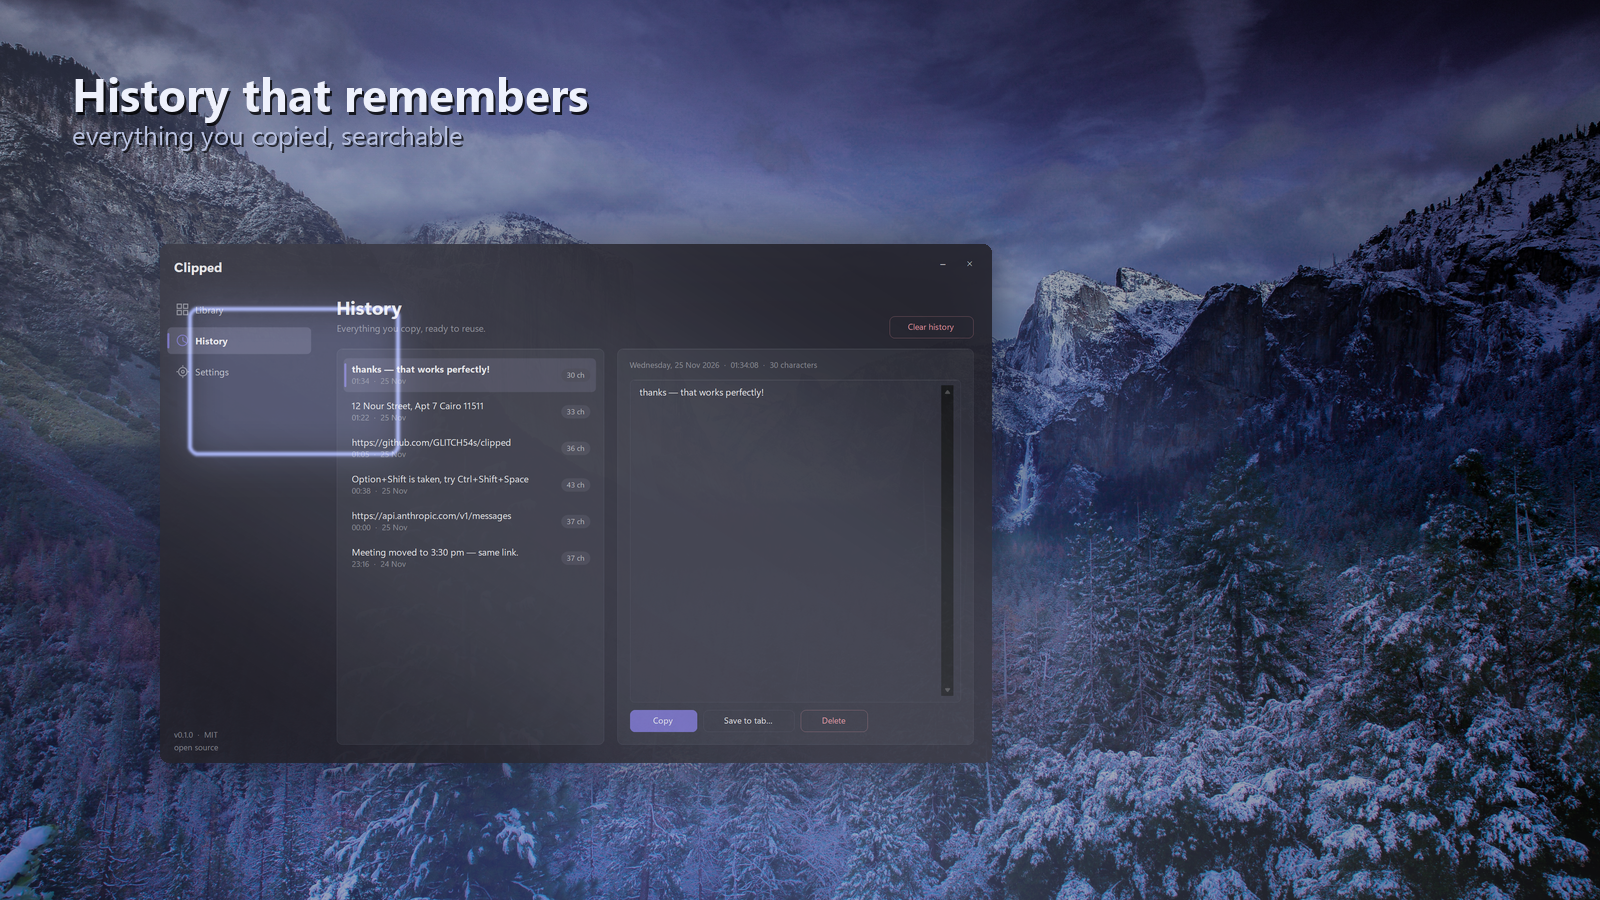 History that remembers
everything you copied, searchable
Clipped
Library
History
Settings
v0.1.0 · MIT
open source
History
Everything you copy, ready to reuse.
Clear history
thanks — that works perfectly!
01:34 · 25 Nov
30 ch
12 Nour Street, Apt 7 Cairo 11511
01:22 · 25 Nov
33 ch
https://github.com/GLITCH54s/clipped
01:05 · 25 Nov
36 ch
Option+Shift is taken, try Ctrl+Shift+Space
00:38 · 25 Nov
43 ch
https://api.anthropic.com/v1/messages
00:00 · 25 Nov
37 ch
Meeting moved to 3:30 pm — same link.
23:16 · 24 Nov
37 ch
Wednesday, 25 Nov 2026 · 01:34:08 · 30 characters
thanks — that works perfectly!
Copy
Save to tab...
Delete